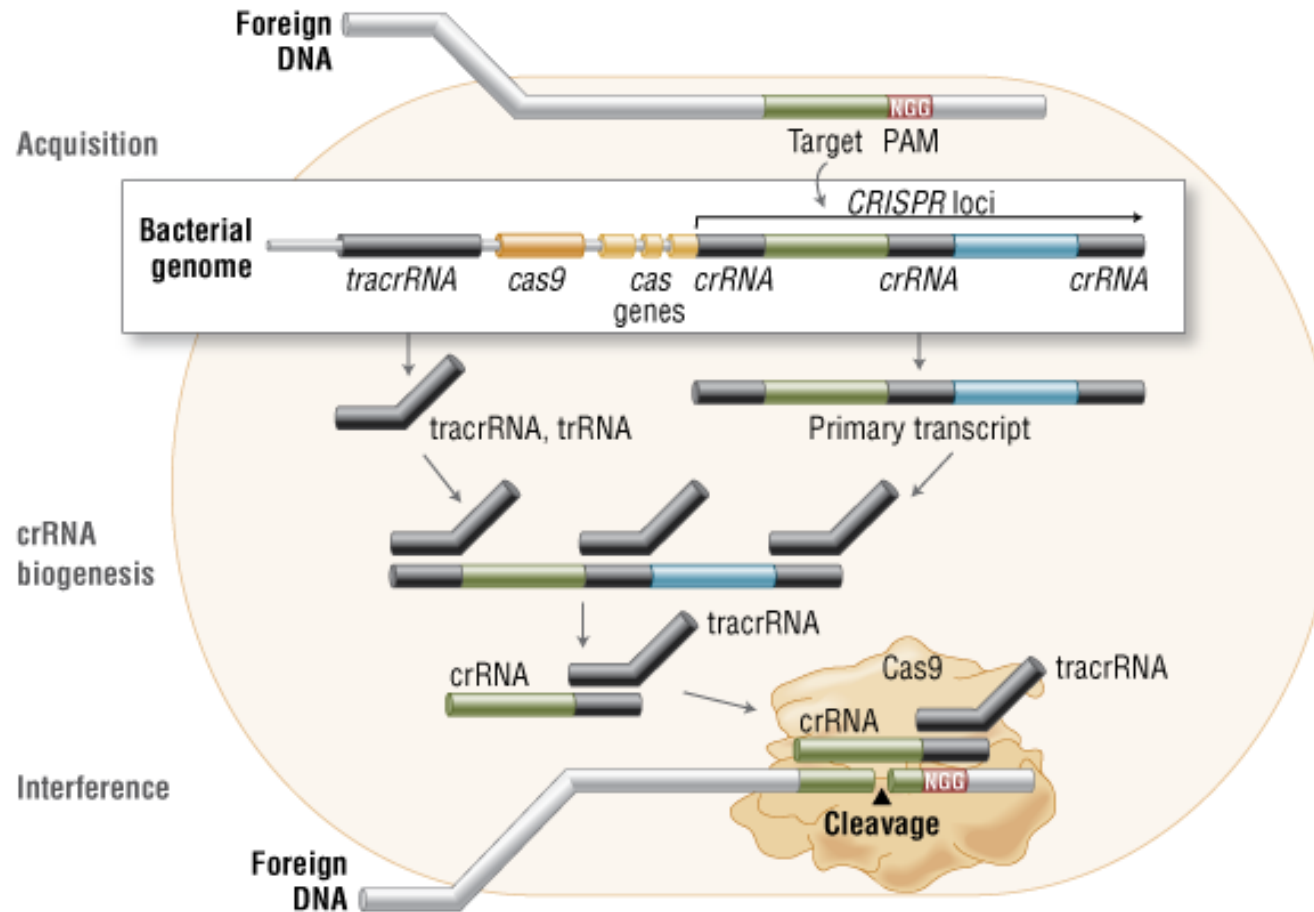 Foreign
DNA
NGG
Acquisition
Target PAM
CRISPR loci
Bacterial
genome
tracrRNA cas9 cas
genes crRNA crRNA crRNA
tracrRNA, trRNA
Primary transcript
crRNA
biogenesis
tracrRNA
crRNA
Cas9
tracrRNA
crRNA
Interference
NGG
Cleavage
Foreign
DNA